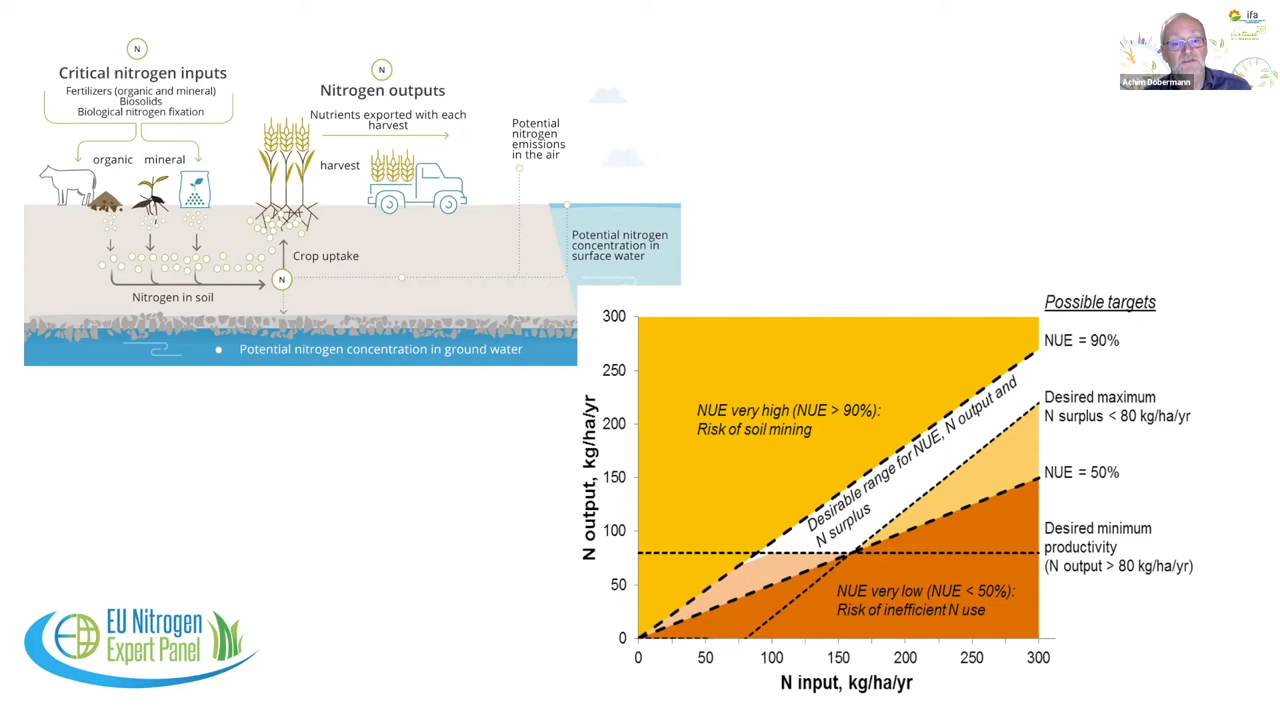 N
Critical nitrogen inputs
Fertilizers (organic and mineral)
Biosolids
Biological nitrogen fixation
organic
mineral
N
Nitrogen outputs
Nutrients exported with each
harvest
harvest
Potential
nitrogen
emissions
in the air
Potential nitrogen
concentration in
surface water
Crop uptake
N
Nitrogen in soil
Potential nitrogen concentration in ground water
ifa
Achim Dobermann
Possible targets
NUE = 90%
Desired maximum
N surplus < 80 kg/ha/yr
NUE = 50%
Desired minimum
productivity
(N output > 80 kg/ha/yr)
N output, kg/ha/yr
300
250
200
150
100
50
0
NUE very high (NUE > 90%):
Risk of soil mining
Desirable range for NUE, N output and
N surplus
NUE very low (NUE < 50%):
Risk of inefficient N use
0
50
100
150
200
250
300
N input, kg/ha/yr
EU Nitrogen
Expert Panel